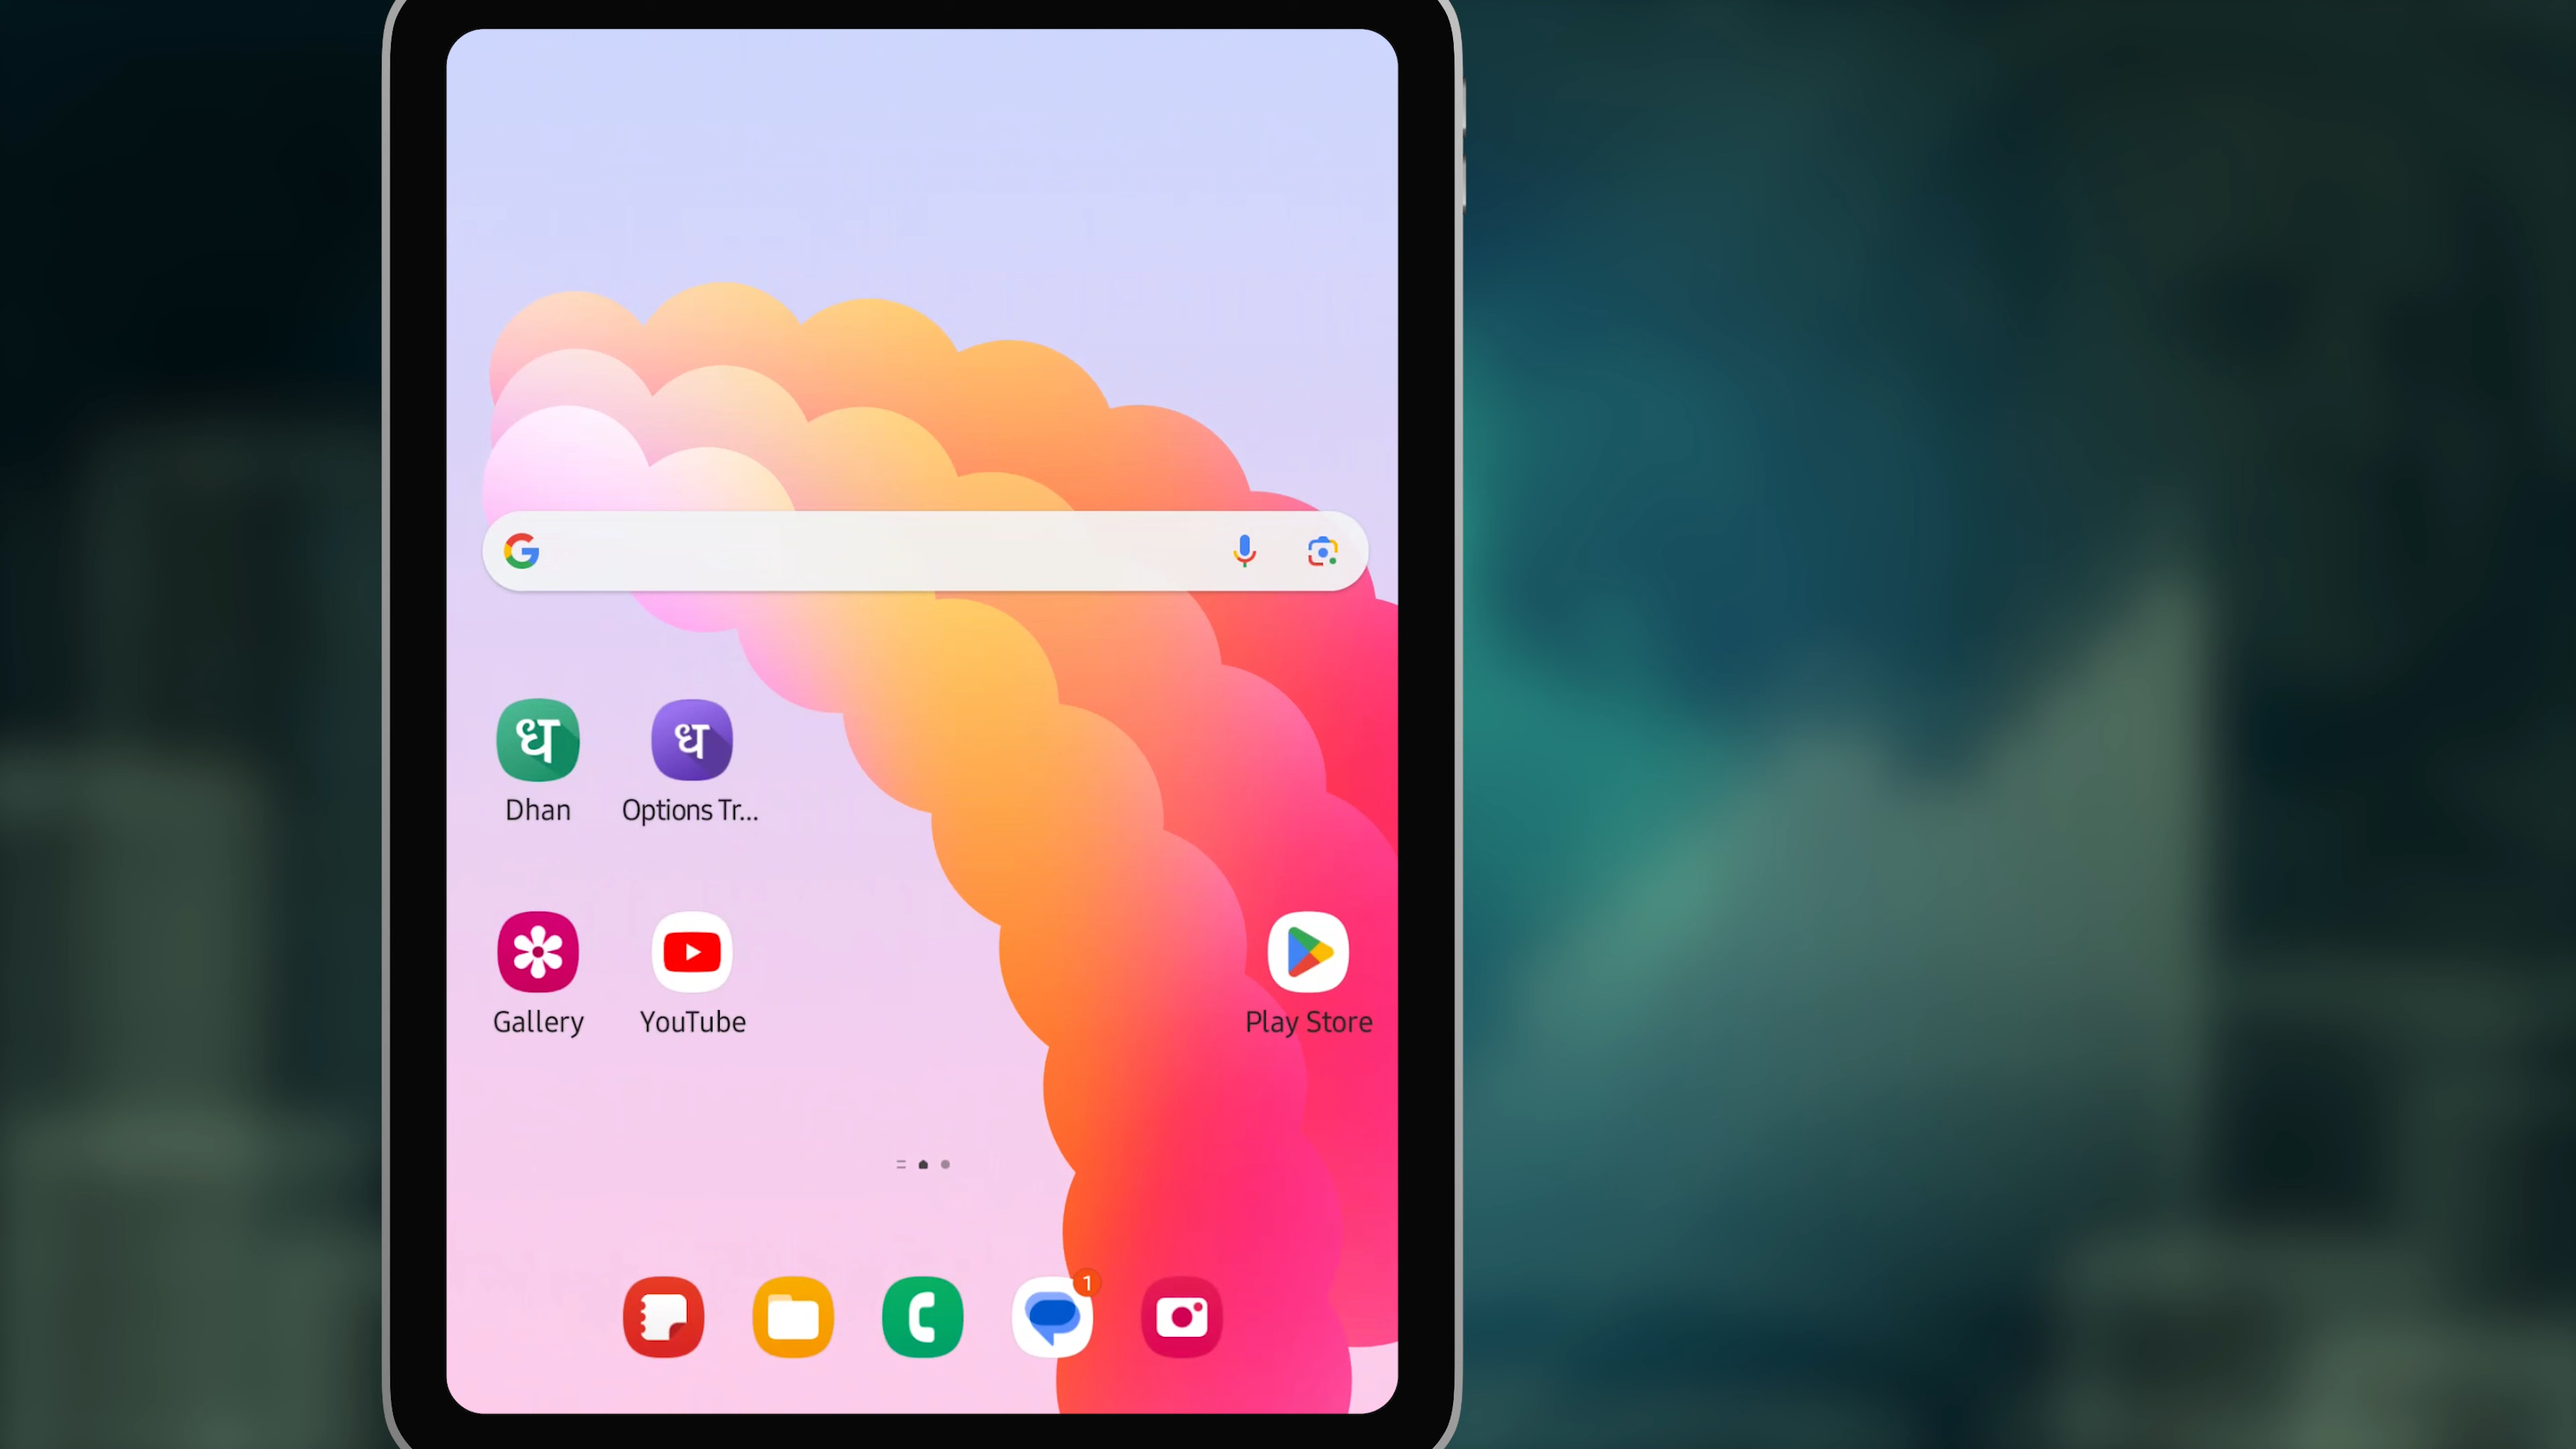 G
ध
ध
Dhan
Options Tr...
Gallery
YouTube
Play Store
1